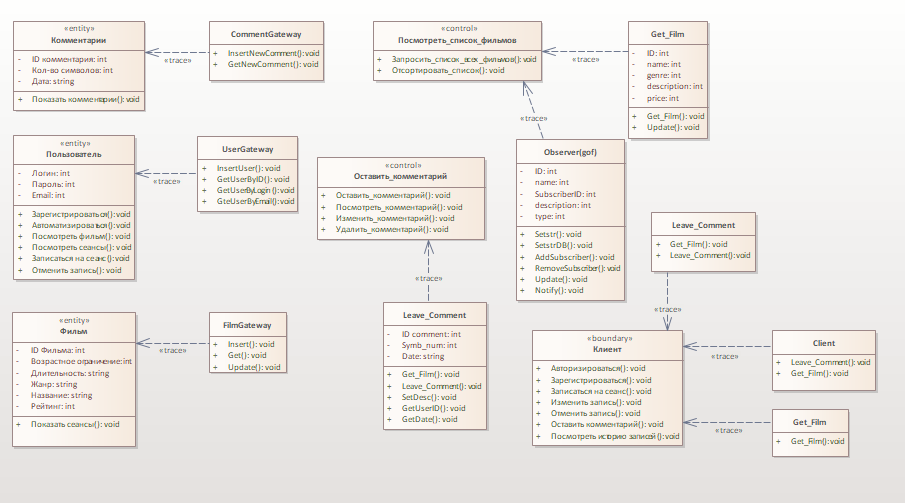 «entity»
Комментарии
- ID комментария: int
- Кол-во символов: int
- Дата: string
+ Показать комментарии(): void
«trace»
CommentGateway
+ InsertNewComment(): void
+ GetNewComment(): void
«control»
Посмотреть_список_фильмов
+ Запросить_список_всех_фильмов(): void
+ Отсортировать_список(): void
«trace»
Get_Film
- ID: int
- name: int
- genre: int
- description: int
- price: int
+ Get_Film(): void
+ Update(): void
«trace»
«entity»
Пользователь
- Логин: int
- Пароль: int
- Email: int
+ Зарегистрироваться(): void
+ Автоматизироваться(): void
+ Посмотреть фильм(): void
+ Посмотреть сеансы(): void
+ Записаться на сеанс(): void
+ Отменить запись(): void
«trace»
UserGateway
+ InsertUser(): void
+ GetUserByID(): void
+ GetUserByLogin(): void
+ GteUserByEmail(): void
«control»
Оставить_комментарий
+ Оставить_комментарий(): void
+ Посмотреть_комментарий(): void
+ Изменить_комментарий(): void
+ Удалить_комментарий(): void
Observer(gof)
- ID: int
- name: int
- SubscriberID: int
- description: int
- type: int
+ Setstr(): void
+ SetstrDB(): void
+ AddSubscriber(): void
+ RemoveSubscriber(): void
+ Update(): void
+ Notify(): void
Leave_Comment
+ Get_Film(): void
+ Leave_Comment(): void
«trace»
«trace»
«entity»
Фильм
- ID Фильма: int
- Возрастное ограничение: int
- Длительность: string
- Жанр: string
- Название: string
- Рейтинг: int
+ Показать сеансы(): void
«trace»
FilmGateway
+ Insert(): void
+ Get(): void
+ Update(): void
Leave_Comment
- ID comment: int
- Symb_num: int
- Date: string
+ Get_Film(): void
+ Leave_Comment(): void
+ SetDesc(): void
+ GetUserID(): void
+ GetDate(): void
«boundary»
Клиент
+ Авторизироваться(): void
+ Зарегистрироваться(): void
+ Записаться на сеанс(): void
+ Изменить запись(): void
+ Отменить запись(): void
+ Оставить комментарий(): void
+ Посмотреть историю записей(): void
«trace»
Client
+ Leave_Comment(): void
+ Get_Film(): void
«trace»
Get_Film
+ Get_Film(): void